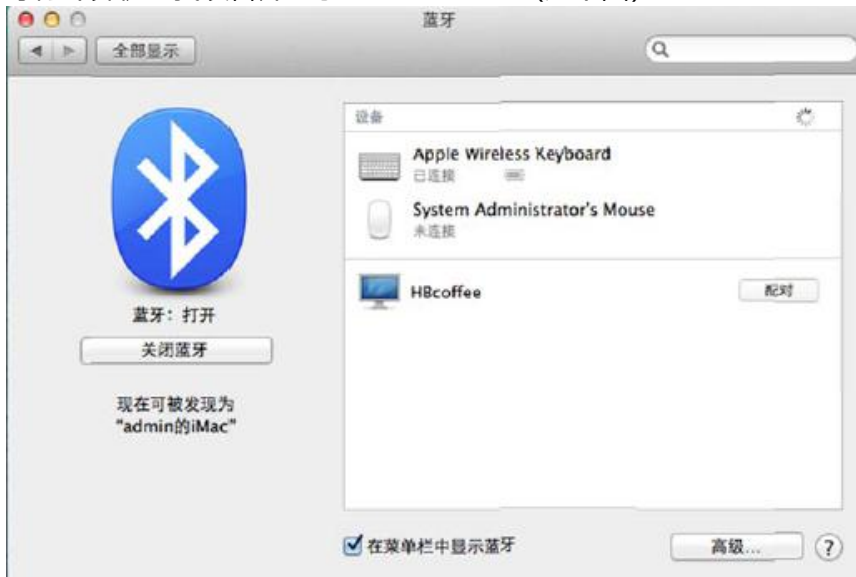 蓝牙
全部显示
设备
Apple Wireless Keyboard
已连接
System Administrator's Mouse
未连接
HBcoffee
配对
蓝牙：打开
关闭蓝牙
现在可被发现为
"admin的iMac"
在菜单栏中显示蓝牙
高级...
?